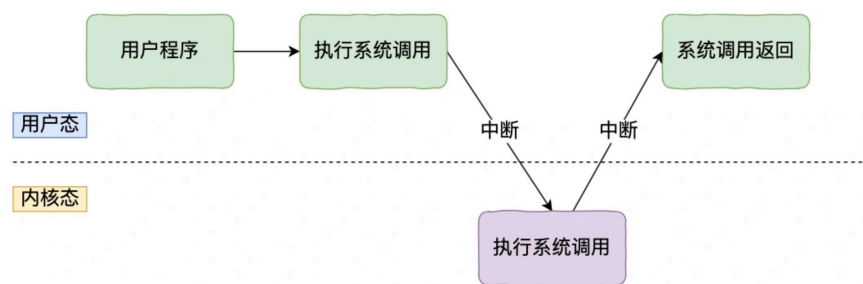 用户程序
执行系统调用
系统调用返回
用户态
中断
中断
内核态
执行系统调用